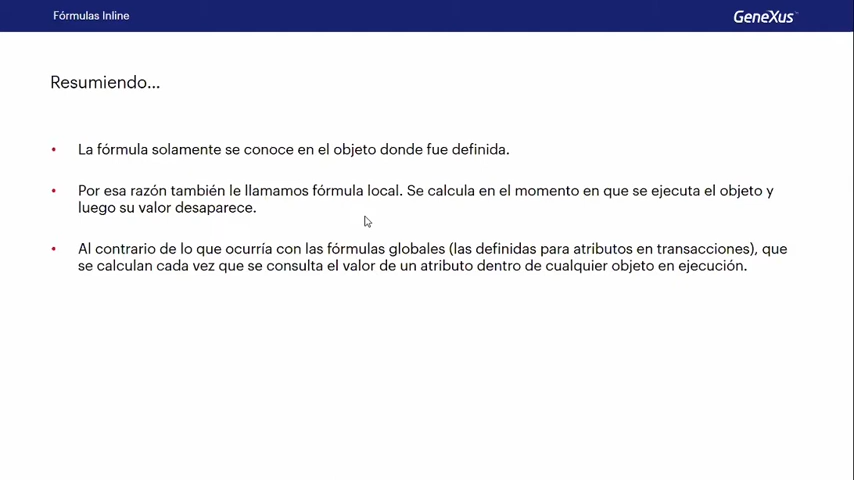 Fórmulas Inline
GeneXus™
Resumiendo...
• La fórmula solamente se conoce en el objeto donde fue definida.
• Por esa razón también le llamamos fórmula local. Se calcula en el momento en que se ejecuta el objeto y
luego su valor desaparece.
• Al contrario de lo que ocurría con las fórmulas globales (las definidas para atributos en transacciones), que
se calculan cada vez que se consulta el valor de un atributo dentro de cualquier objeto en ejecución.